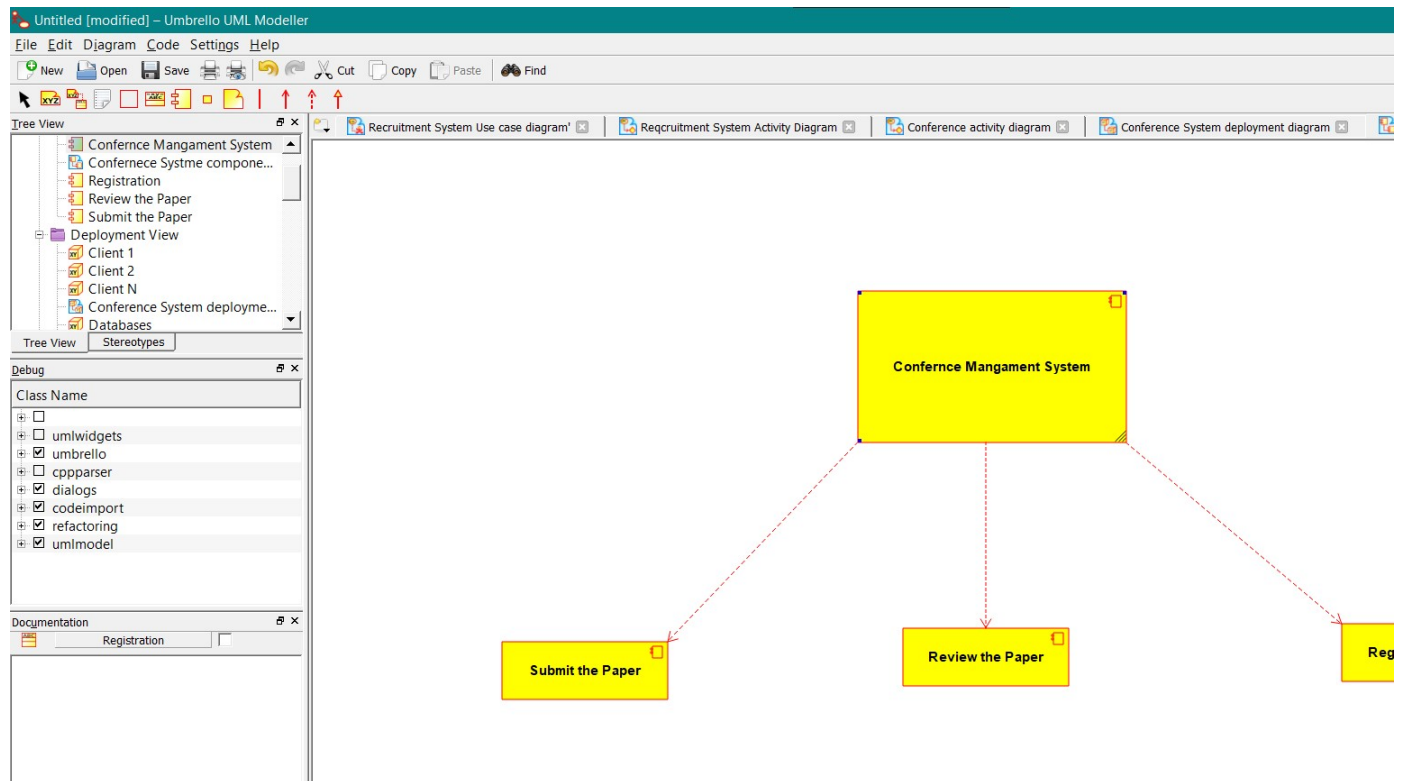 Untitled [modified] – Umbrello UML Modeller
File Edit Diagram Code Settings Help
New Open Save Cut Copy Paste Find
Tree View
Recruitment System Use case diagram' Reqcruitment System Activity Diagram Conference activity diagram Conference System deployment diagram
Confernce Mangament System
Confernece Systme compone...
Registration
Review the Paper
Submit the Paper
Deployment View
Client 1
Client 2
Client N
Conference System deployme...
Databases
Tree View Stereotypes
Debug
Class Name
umlwidgets
umbrello
cppparser
dialogs
codeimport
refactoring
umlmodel
Documentation
Registration
Confernce Mangament System
Submit the Paper
Review the Paper
Reg